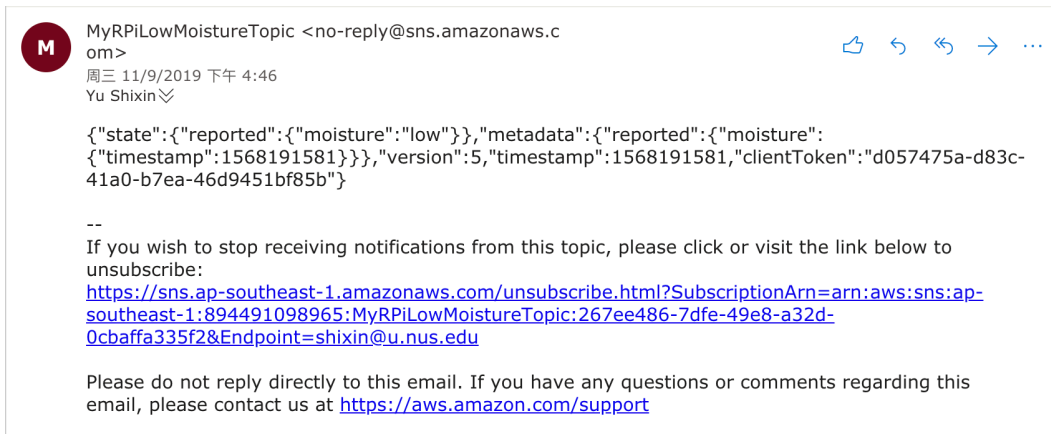 M
MyRPiLowMoistureTopic <no-reply@sns.amazonaws.c
om>
周三 11/9/2019 下午 4:46
Yu Shixin
{"state":{"reported":{"moisture":"low"}},"metadata":{"reported":{"moisture":
{"timestamp":1568191581}}},"version":5,"timestamp":1568191581,"clientToken":"d057475a-d83c-
41a0-b7ea-46d9451bf85b"}
--
If you wish to stop receiving notifications from this topic, please click or visit the link below to
unsubscribe:
https://sns.ap-southeast-1.amazonaws.com/unsubscribe.html?SubscriptionArn=arn:aws:sns:ap-
southeast-1:894491098965:MyRPiLowMoistureTopic:267ee486-7dfe-49e8-a32d-
0cbaffa335f2&Endpoint=shixin@u.nus.edu
Please do not reply directly to this email. If you have any questions or comments regarding this
email, please contact us at https://aws.amazon.com/support